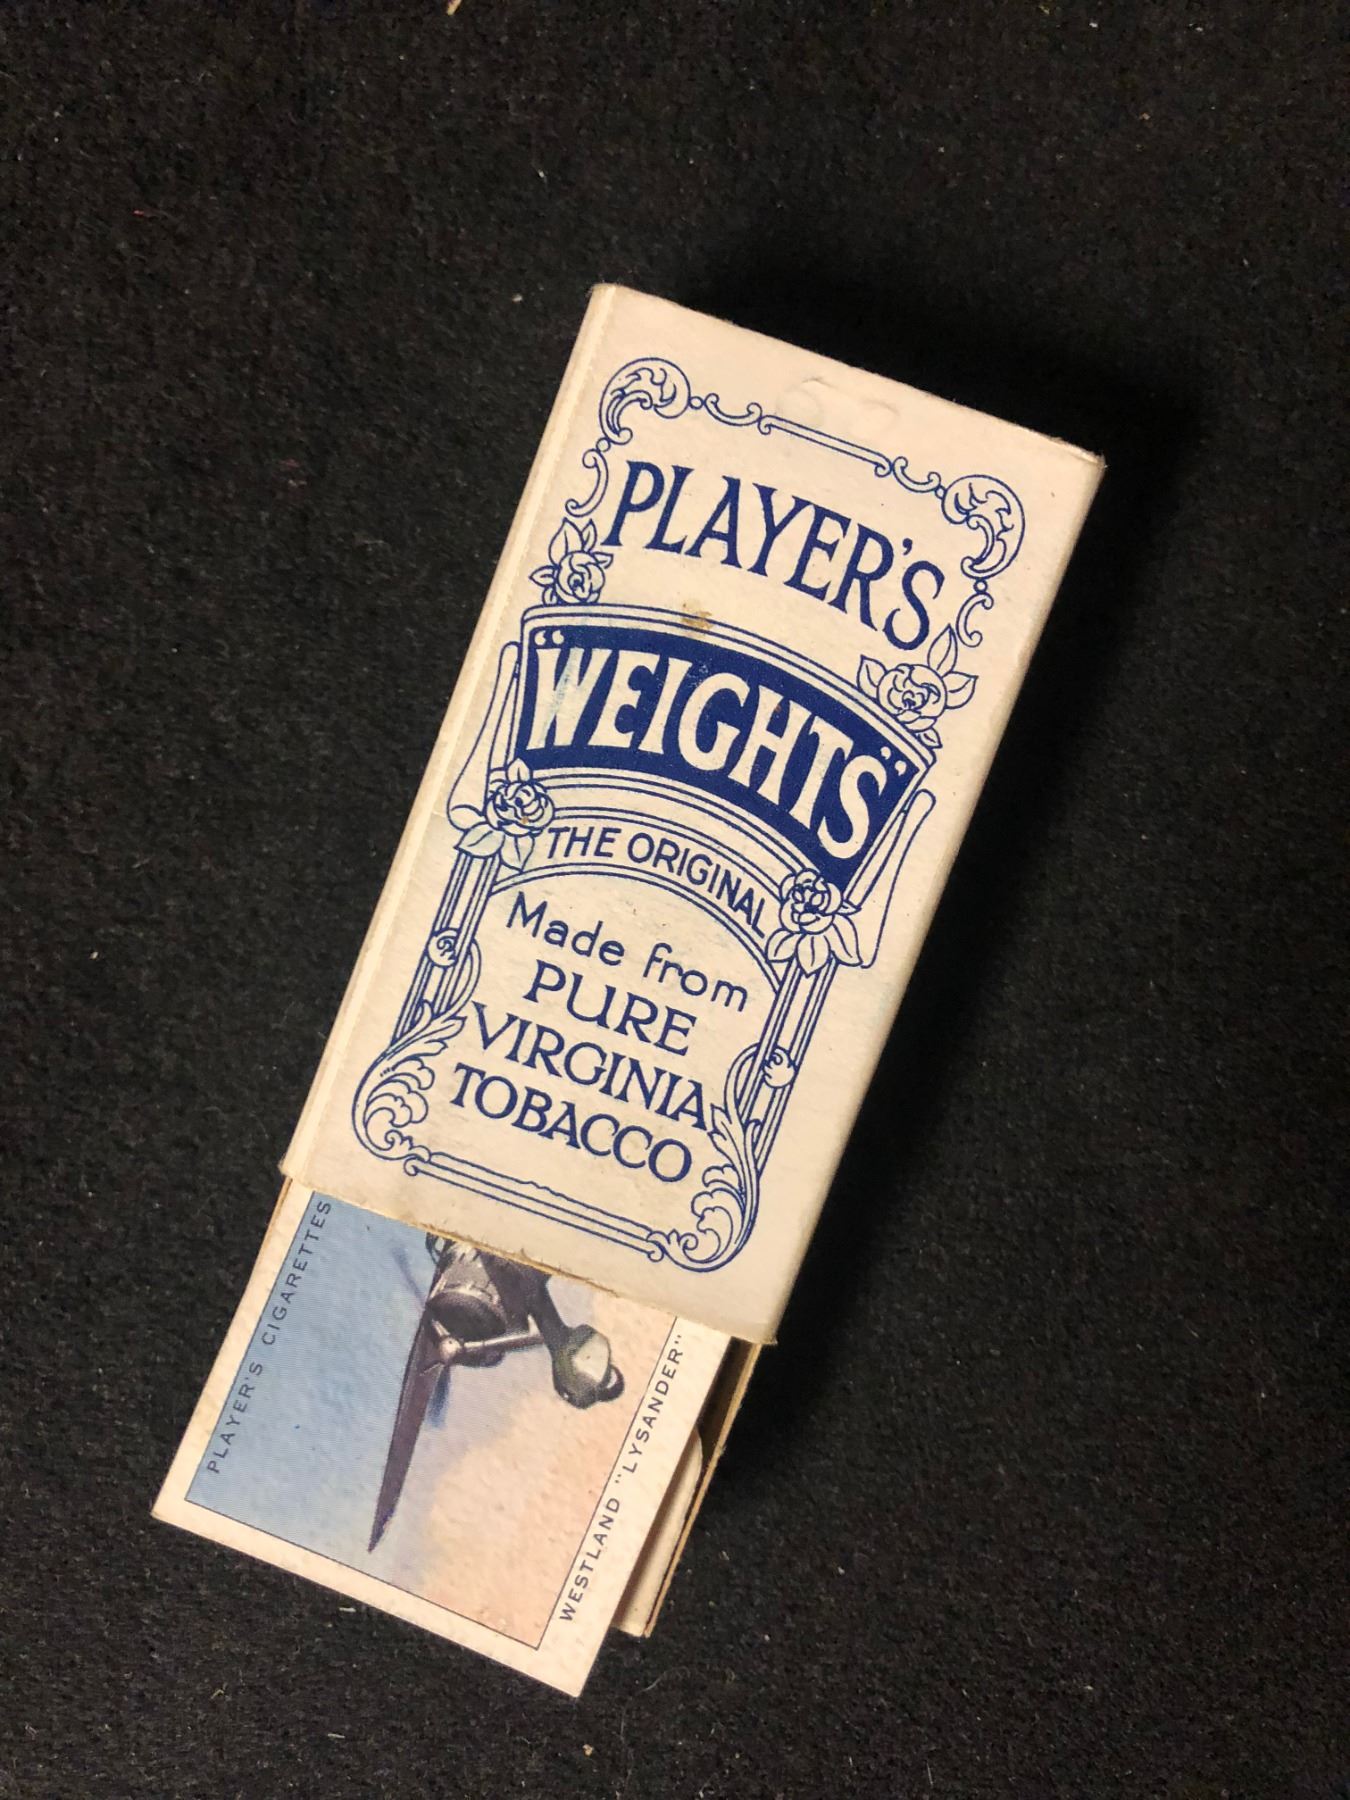 PLAYER'S
"WEIGHTS"
THE ORIGINAL
Made from
PURE
VIRGINIA
TOBACCO
PLAYER'S CIGARETTES
WESTLAND "LYSANDER"